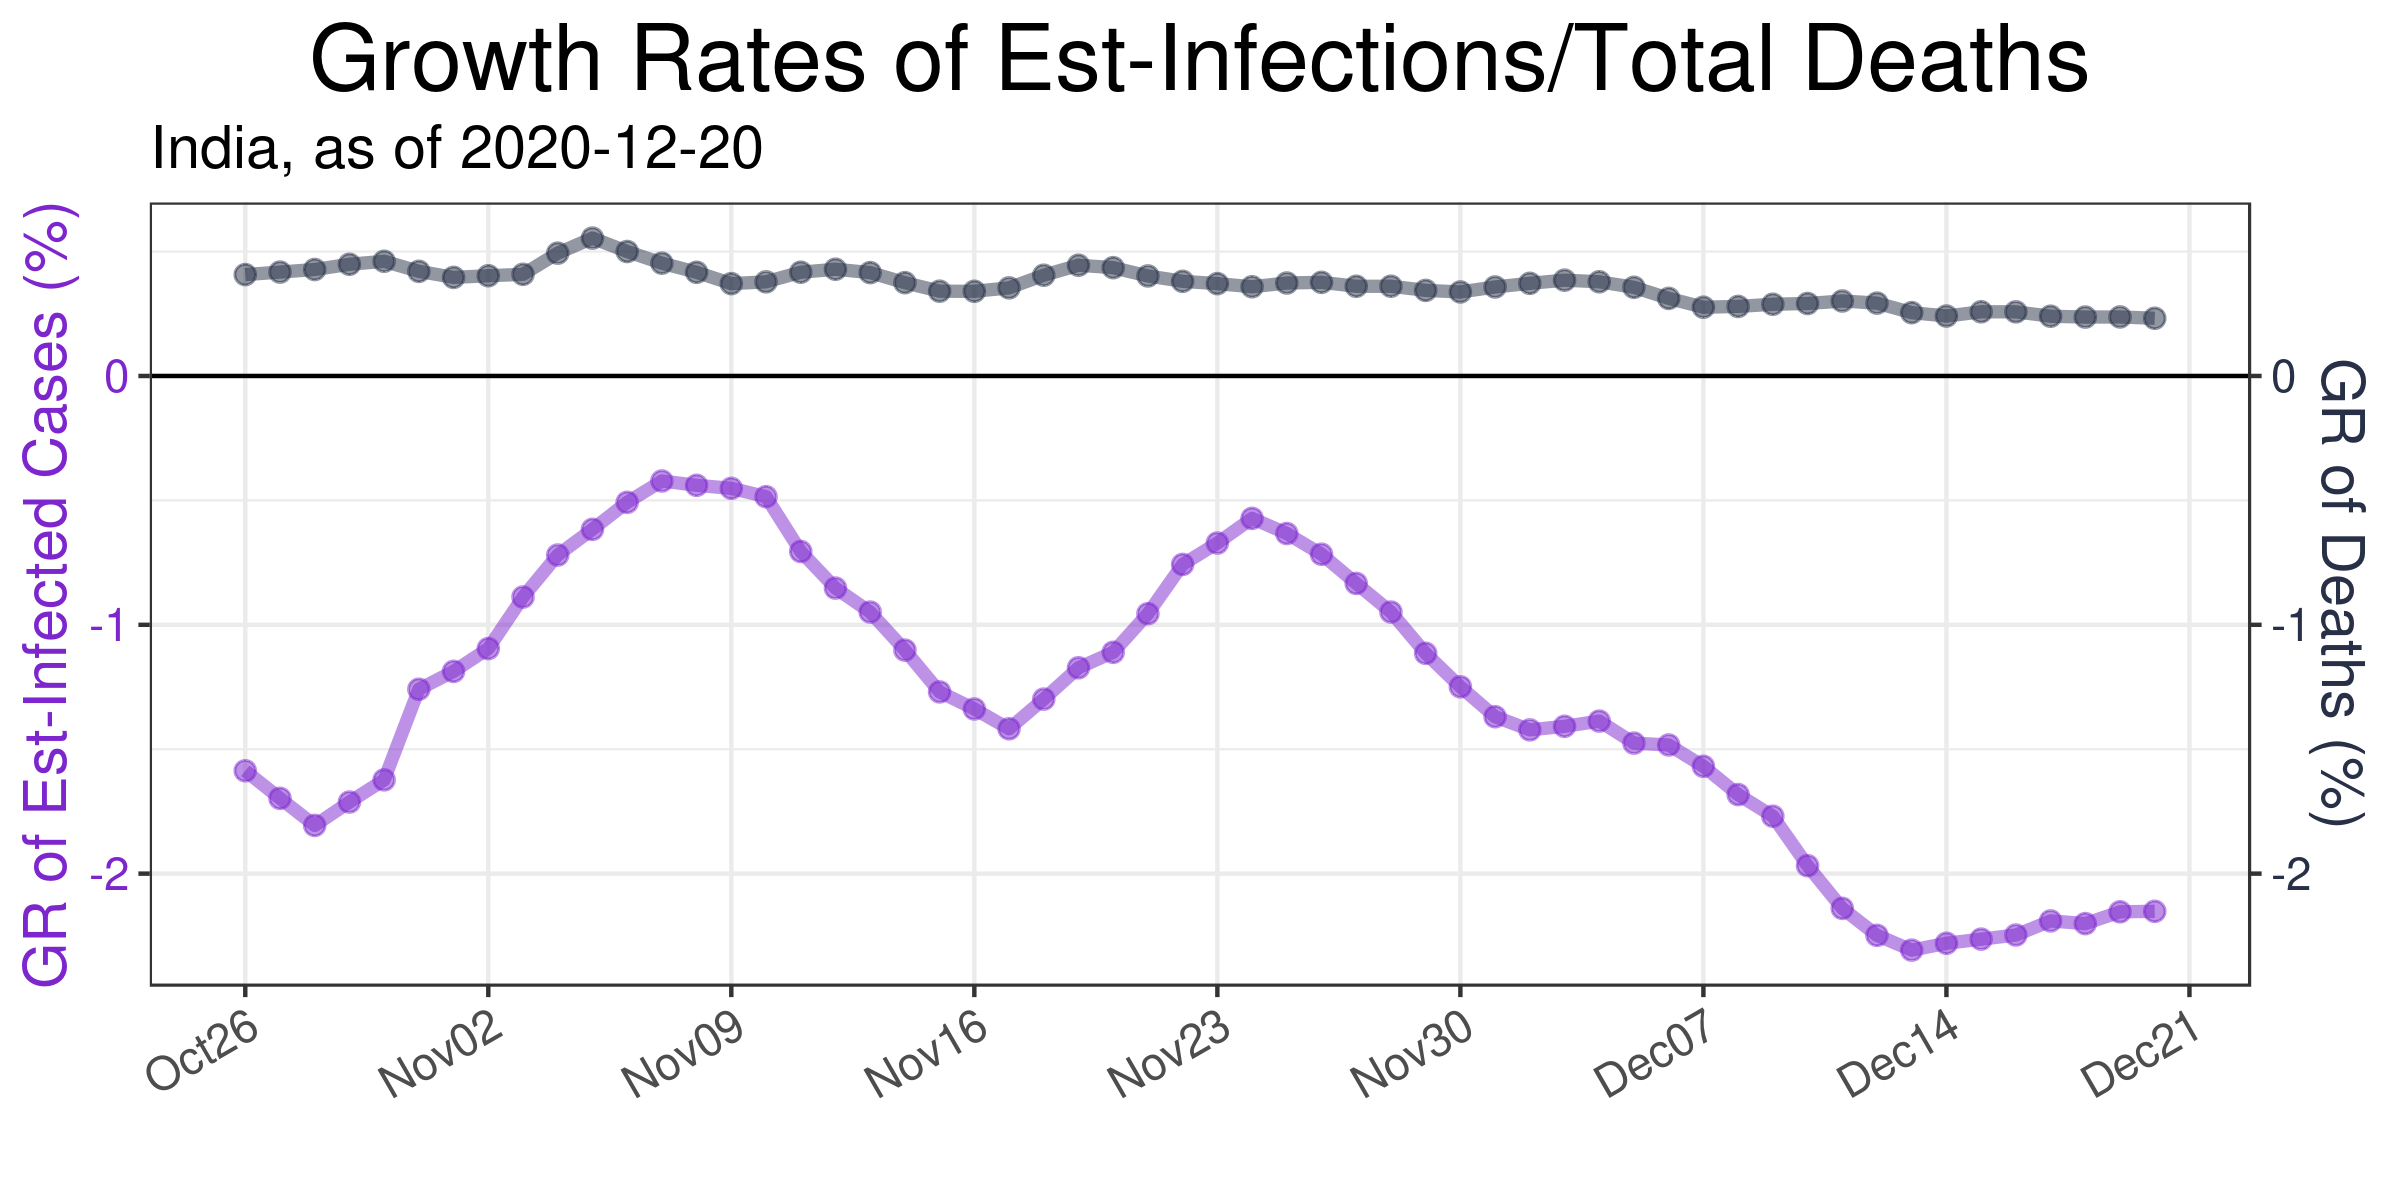 Growth Rates of Est-Infections/Total Deaths
India, as of 2020-12-20
GR of Est-Infected Cases (%)
0
-1
-2
0
-1
-2
GR of Deaths (%)
Oct26 Nov02 Nov09 Nov16 Nov23 Nov30 Dec07 Dec14 Dec21